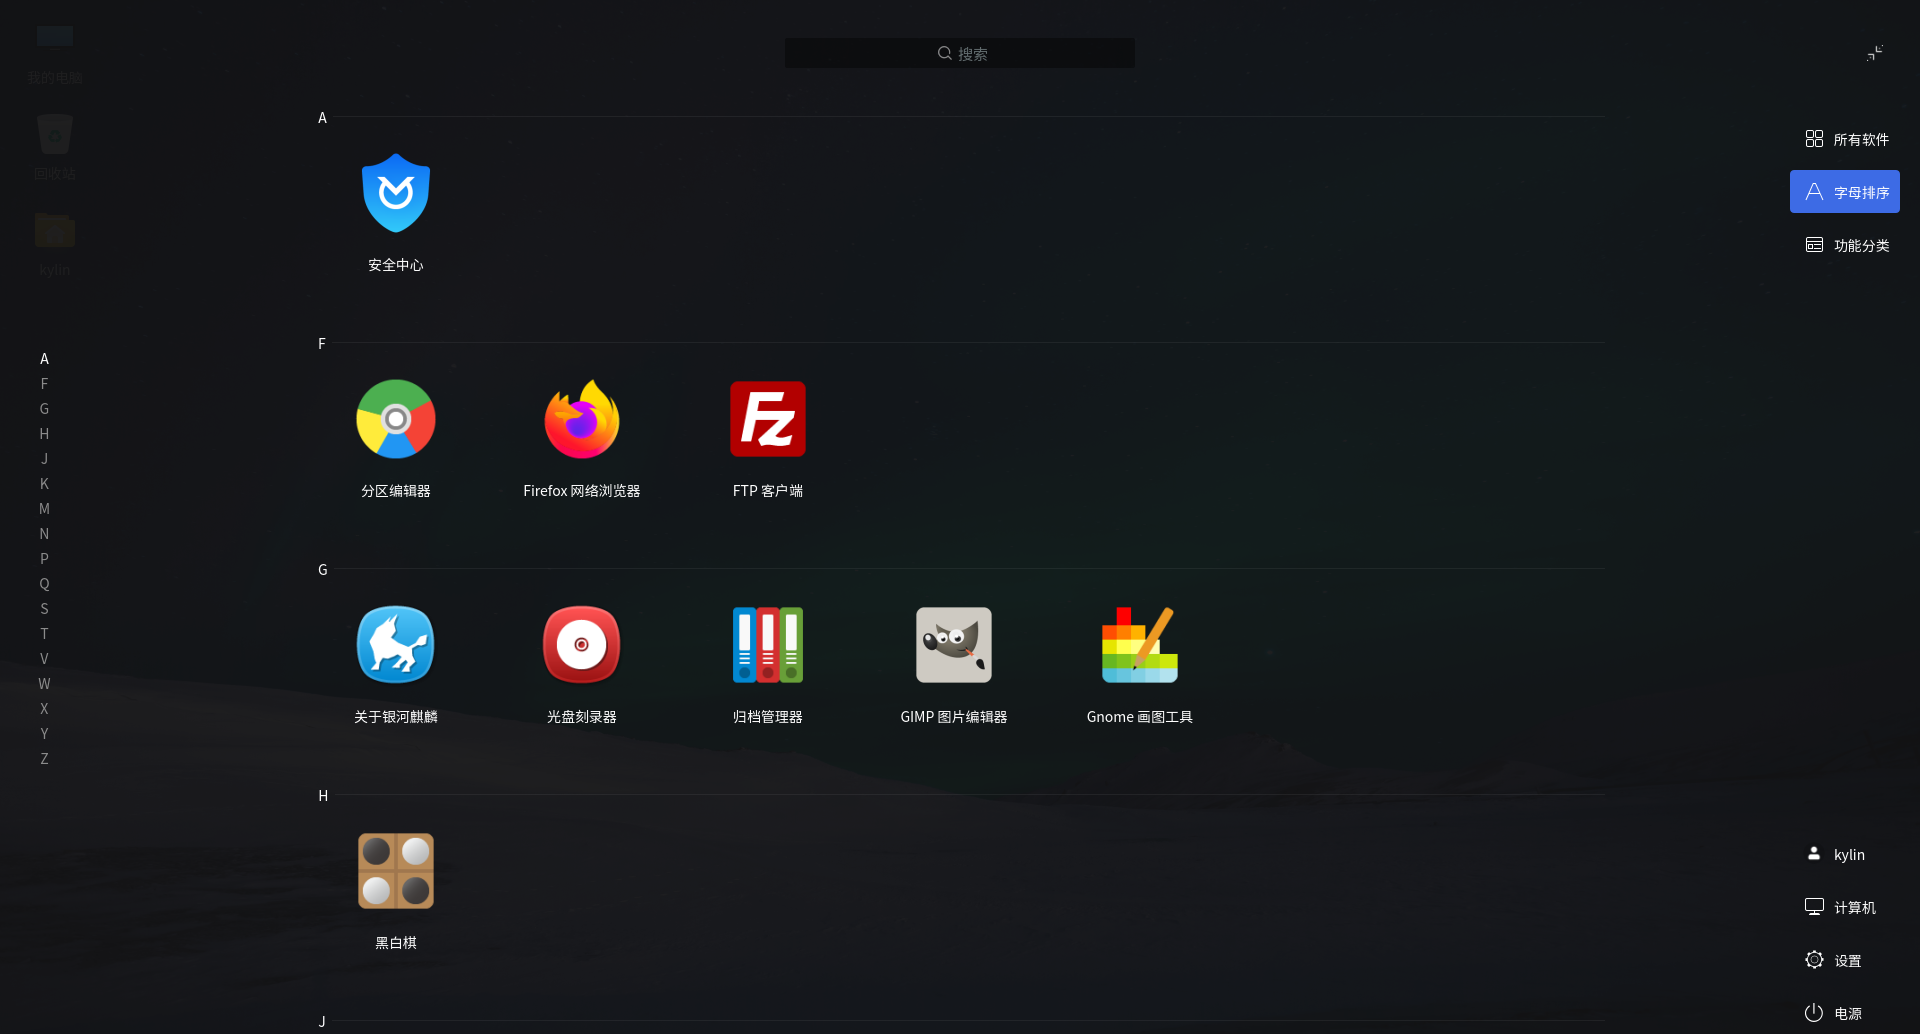 搜索
我的电脑
回收站
kylin
A
安全中心
F
分区编辑器
Firefox 网络浏览器
FTP 客户端
Fz
G
关于银河麒麟
光盘刻录器
归档管理器
GIMP 图片编辑器
Gnome 画图工具
H
黑白棋
J
A
F
G
H
J
K
M
N
P
Q
S
T
V
W
X
Y
Z
所有软件
字母排序
功能分类
kylin
计算机
设置
电源